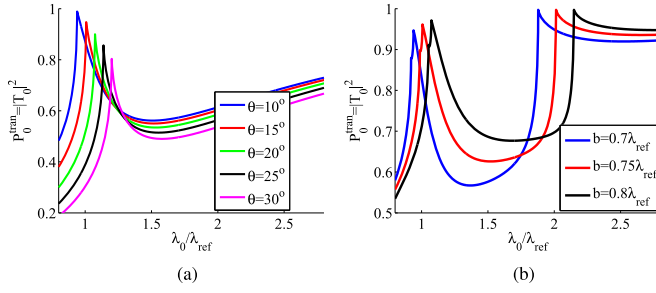 P_0^tran=|T_0|^2
1
0.8
0.6
0.4
0.2
θ=10°
θ=15°
θ=20°
θ=25°
θ=30°
1 1.5 2 2.5
λ_0/λ_ref
(a)
P_0^tran=|T_0|^2
1
0.9
0.8
0.7
0.6
0.5
b=0.7λ_ref
b=0.75λ_ref
b=0.8λ_ref
1 1.5 2 2.5
λ_0/λ_ref
(b)